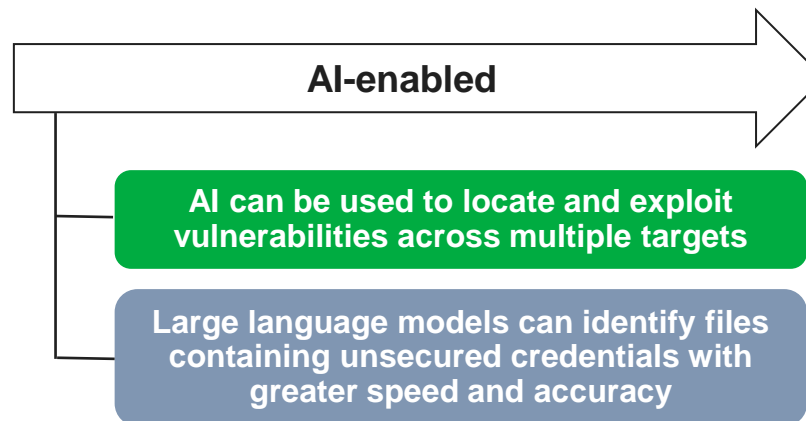 AI-enabled
AI can be used to locate and exploit
vulnerabilities across multiple targets
Large language models can identify files
containing unsecured credentials with
greater speed and accuracy